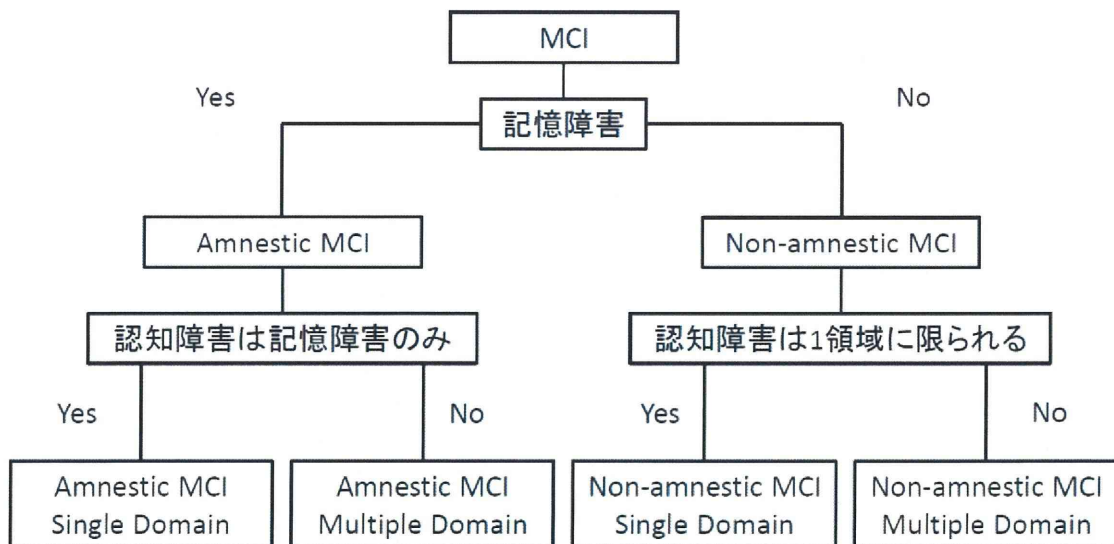 MCI
Yes
No
記憶障害
Amnestic MCI
Non-amnestic MCI
認知障害は記憶障害のみ
認知障害は1領域に限られる
Yes
No
Yes
No
Amnestic MCI
Single Domain
Amnestic MCI
Multiple Domain
Non-amnestic MCI
Single Domain
Non-amnestic MCI
Multiple Domain